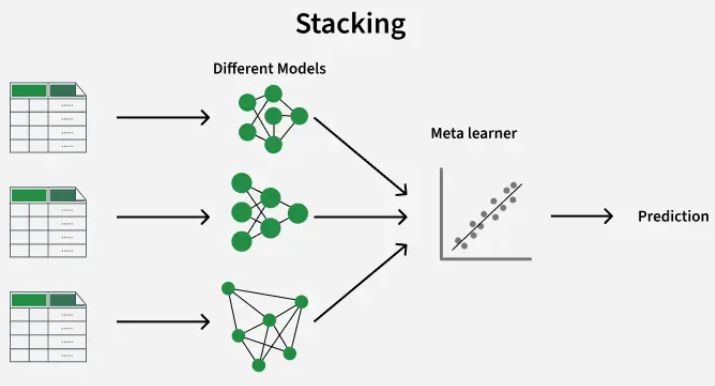 Stacking
Different Models
Meta learner
Prediction